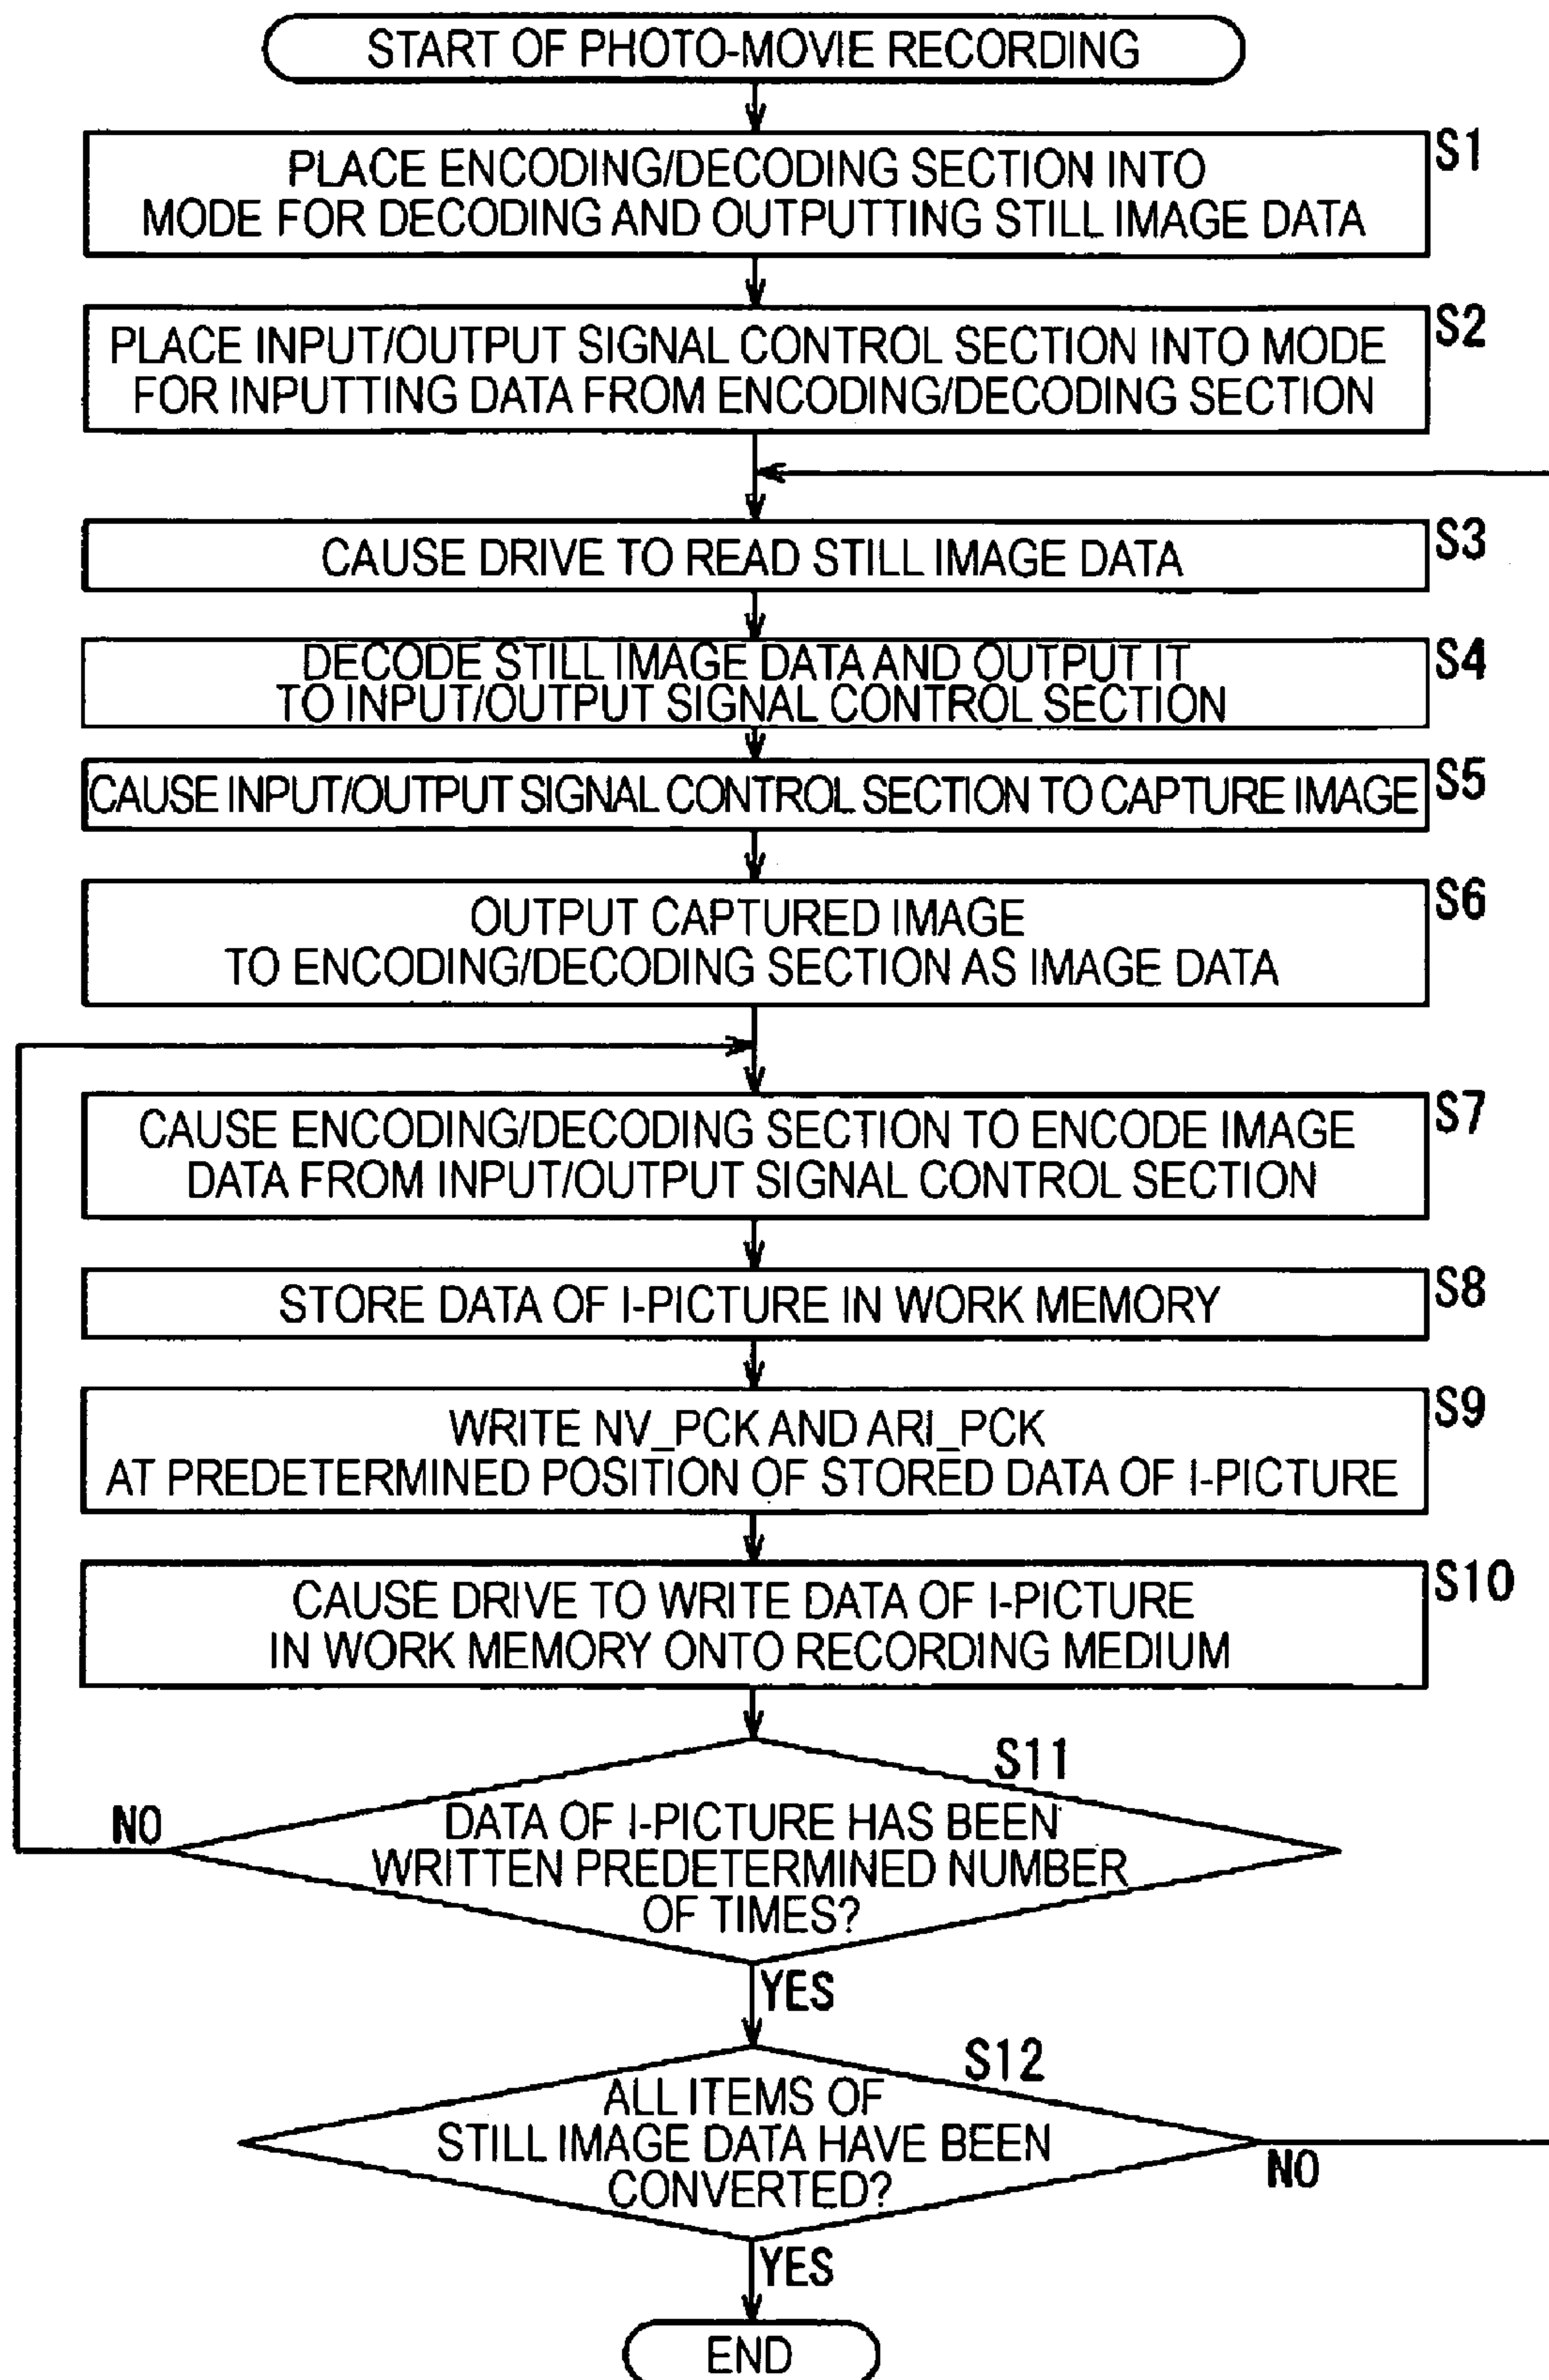 START OF PHOTO-MOVIE RECORDING
S1
PLACE ENCODING/DECODING SECTION INTO
MODE FOR DECODING AND OUTPUTTING STILL IMAGE DATA
S2
PLACE INPUT/OUTPUT SIGNAL CONTROL SECTION INTO MODE
FOR INPUTTING DATA FROM ENCODING/DECODING SECTION
S3
CAUSE DRIVE TO READ STILL IMAGE DATA
S4
DECODE STILL IMAGE DATA AND OUTPUT IT
TO INPUT/OUTPUT SIGNAL CONTROL SECTION
S5
CAUSE INPUT/OUTPUT SIGNAL CONTROL SECTION TO CAPTURE IMAGE
S6
OUTPUT CAPTURED IMAGE
TO ENCODING/DECODING SECTION AS IMAGE DATA
S7
CAUSE ENCODING/DECODING SECTION TO ENCODE IMAGE
DATA FROM INPUT/OUTPUT SIGNAL CONTROL SECTION
S8
STORE DATA OF I-PICTURE IN WORK MEMORY
S9
WRITE NV_PCK AND ARI_PCK
AT PREDETERMINED POSITION OF STORED DATA OF I-PICTURE
S10
CAUSE DRIVE TO WRITE DATA OF I-PICTURE
IN WORK MEMORY ONTO RECORDING MEDIUM
S11
NO
DATA OF I-PICTURE HAS BEEN
WRITTEN PREDETERMINED NUMBER
OF TIMES?
YES
S12
ALL ITEMS OF
STILL IMAGE DATA HAVE BEEN
CONVERTED?
NO
YES
END